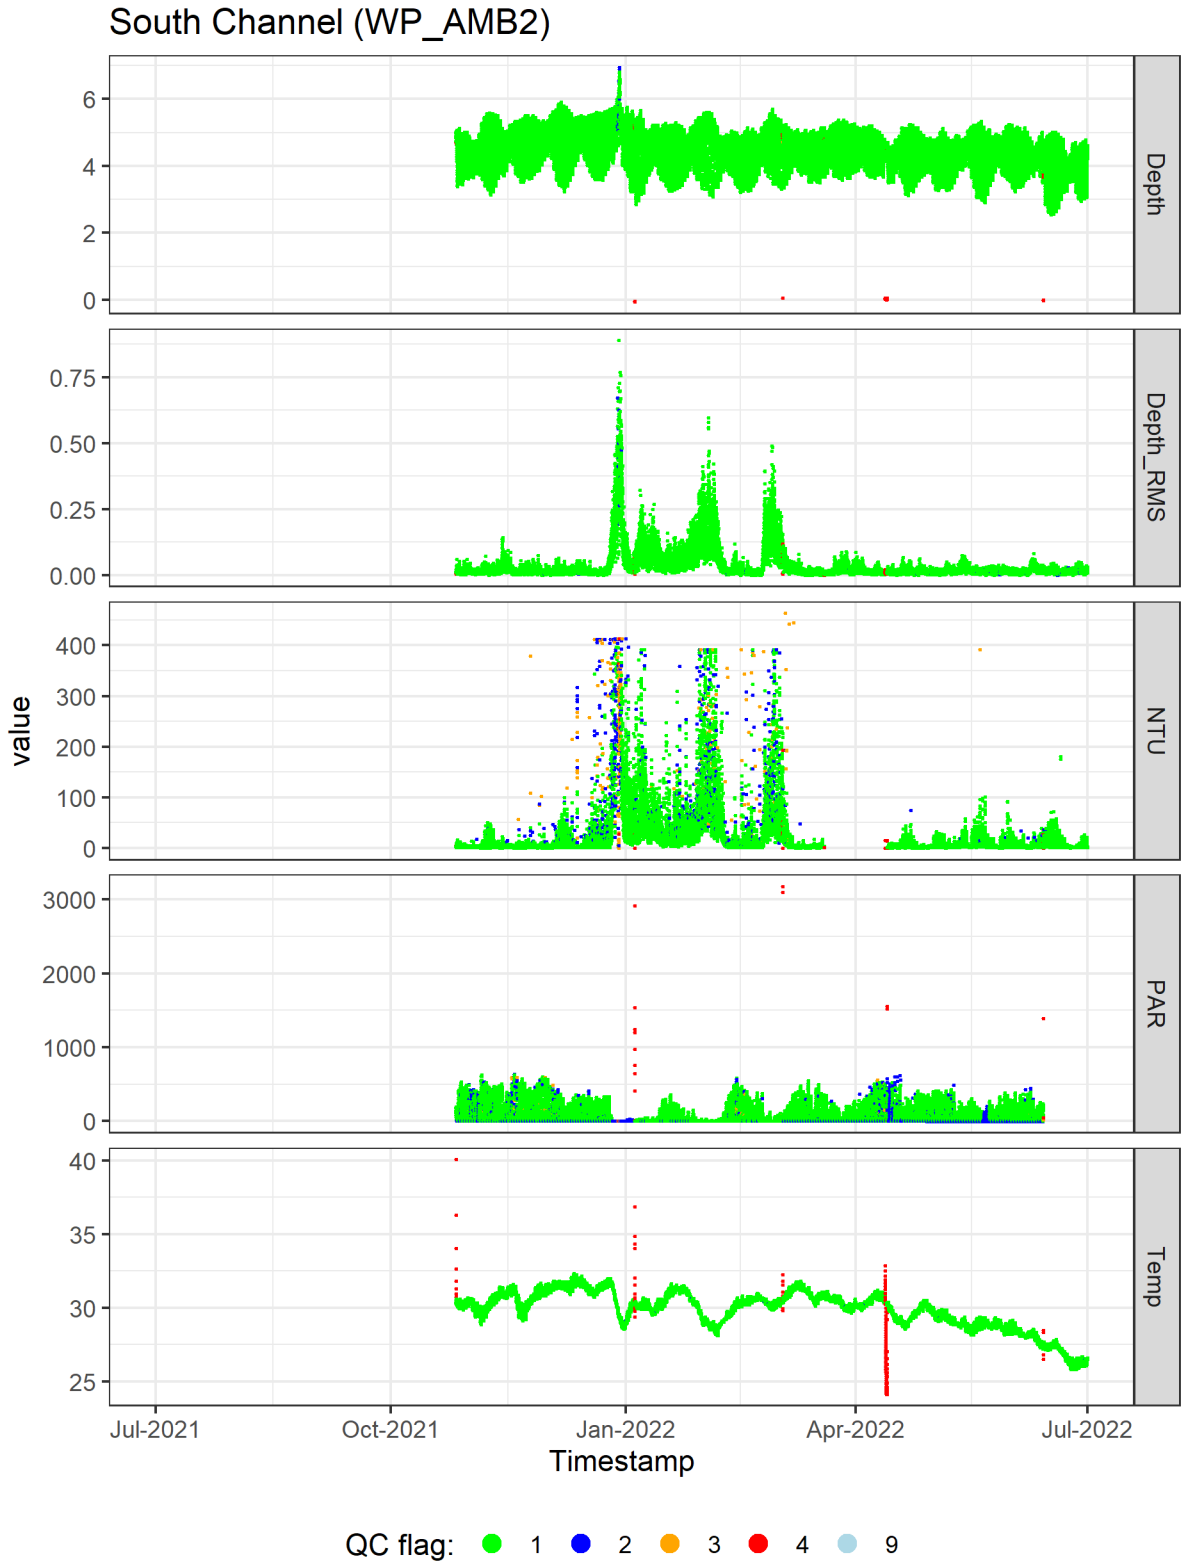 South Channel (WP_AMB2)
6
4
2
0
Depth
0.75
0.50
0.25
0.00
Depth_RMS
400
300
200
100
0
NTU
value
3000
2000
1000
0
PAR
40
35
30
25
Temp
Jul-2021 Oct-2021 Jan-2022 Apr-2022 Jul-2022
Timestamp
QC flag: 1 2 3 4 9